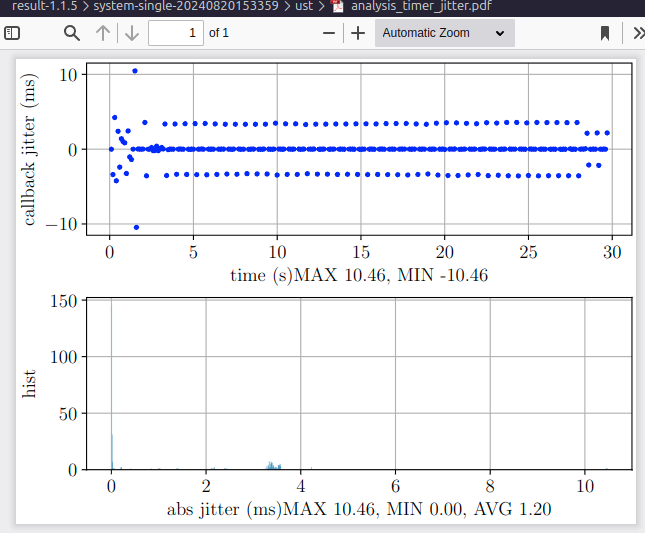 result-1.1.5 > system-single-20240820153359 > ust > analysis_timer_jitter.pdf
1 of 1
Automatic Zoom
callback jitter (ms)
10
0
−10
0 5 10 15 20 25 30
time (s)MAX 10.46, MIN -10.46
hist
150
100
50
0
0 2 4 6 8 10
abs jitter (ms)MAX 10.46, MIN 0.00, AVG 1.20